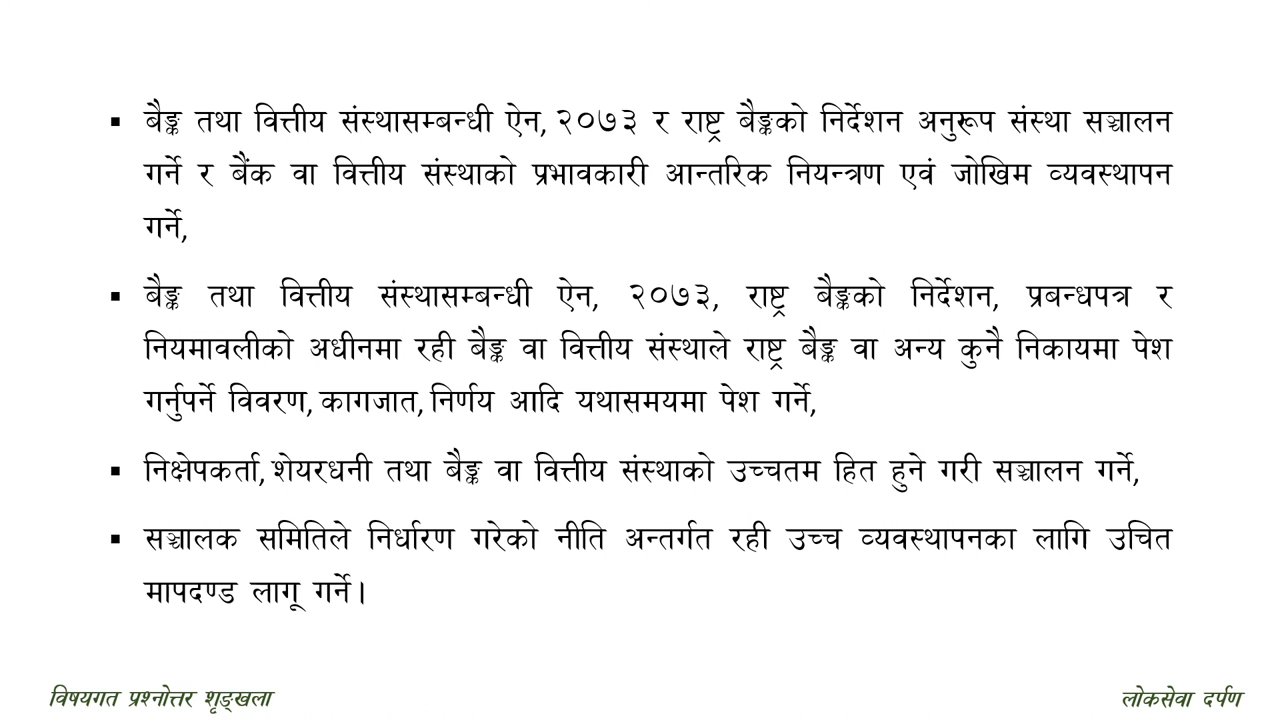 ▪ बैङ्क तथा वित्तीय संस्थासम्बन्धी ऐन, २०७३ र राष्ट्र बैङ्कको निर्देशन अनुरूप संस्था सञ्चालन
गर्ने र बैंक वा वित्तीय संस्थाको प्रभावकारी आन्तरिक नियन्त्रण एवं जोखिम व्यवस्थापन
गर्ने,
▪ बैङ्क तथा वित्तीय संस्थासम्बन्धी ऐन, २०७३, राष्ट्र बैङ्कको निर्देशन, प्रबन्धपत्र र
नियमावलीको अधीनमा रही बैङ्क वा वित्तीय संस्थाले राष्ट्र बैङ्क वा अन्य कुनै निकायमा पेश
गर्नुपर्ने विवरण, कागजात, निर्णय आदि यथासमयमा पेश गर्ने,
▪ निक्षेपकर्ता, शेयरधनी तथा बैङ्क वा वित्तीय संस्थाको उच्चतम हित हुने गरी सञ्चालन गर्ने,
▪ सञ्चालक समितिले निर्धारण गरेको नीति अन्तर्गत रही उच्च व्यवस्थापनका लागि उचित
मापदण्ड लागू गर्ने।
विषयगत प्रश्नोत्तर शृङ्खला
लोकसेवा दर्पण